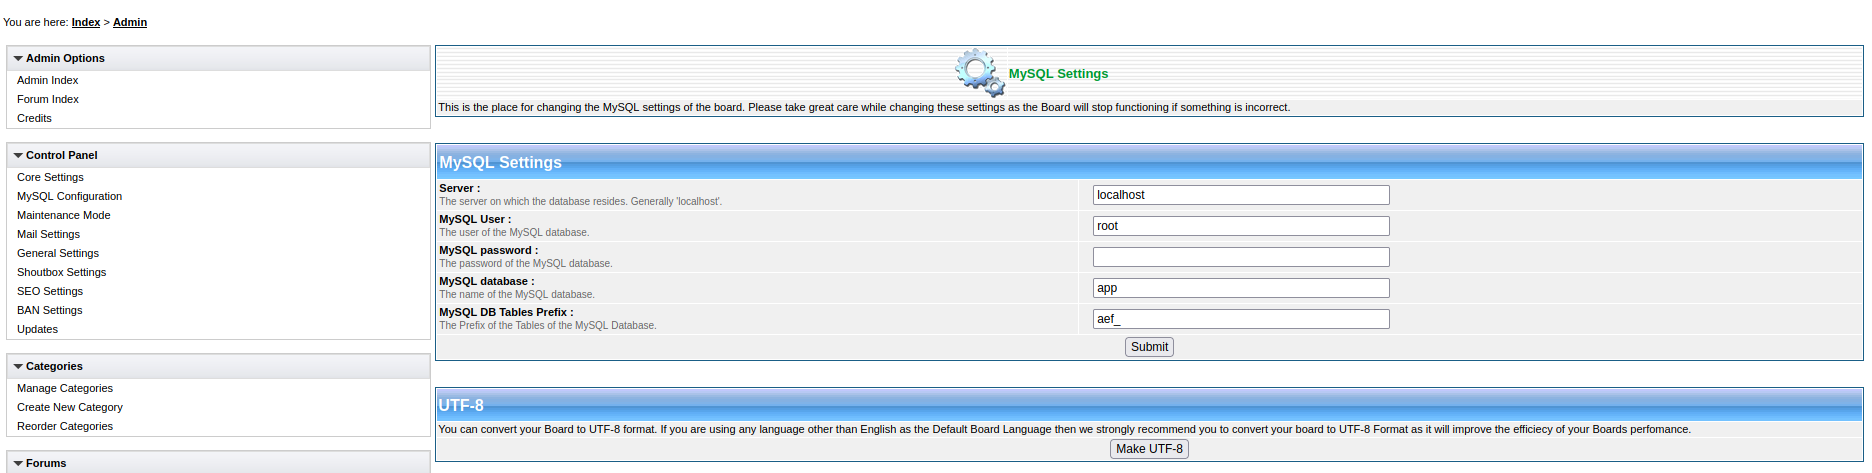 You are here: Index > Admin
Admin Options
Admin Index
Forum Index
Credits
Control Panel
Core Settings
MySQL Configuration
Maintenance Mode
Mail Settings
General Settings
Shoutbox Settings
SEO Settings
BAN Settings
Updates
Categories
Manage Categories
Create New Category
Reorder Categories
Forums
MySQL Settings
This is the place for changing the MySQL settings of the board. Please take great care while changing these settings as the Board will stop functioning if something is incorrect.
MySQL Settings
Server :
The server on which the database resides. Generally 'localhost'.
localhost
MySQL User :
The user of the MySQL database.
root
MySQL password :
The password of the MySQL database.
MySQL database :
The name of the MySQL database.
app
MySQL DB Tables Prefix :
The Prefix of the Tables of the MySQL Database.
aef_
Submit
UTF-8
You can convert your Board to UTF-8 format. If you are using any language other than English as the Default Board Language then we strongly recommend you to convert your board to UTF-8 Format as it will improve the efficiecy of your Boards perfomance.
Make UTF-8